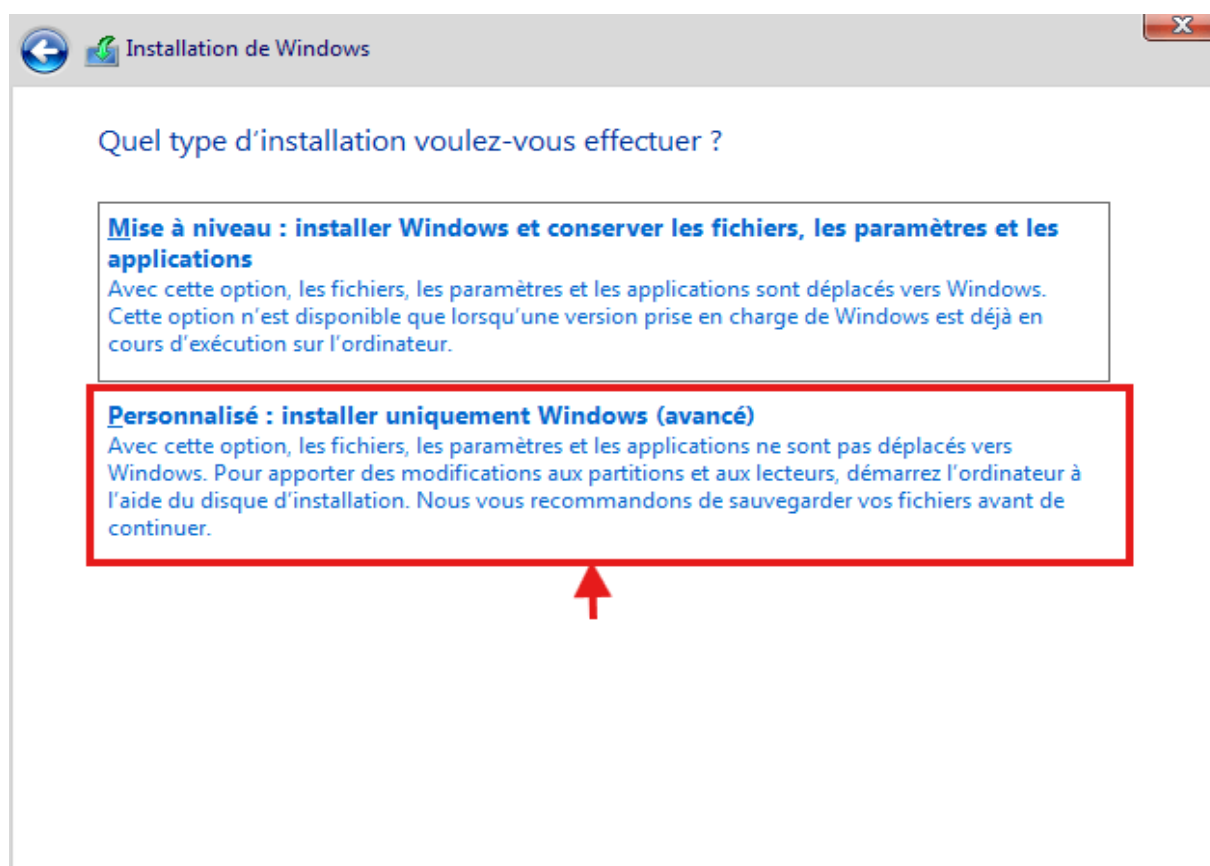 Installation de Windows
Quel type d’installation voulez-vous effectuer ?
Mise à niveau : installer Windows et conserver les fichiers, les paramètres et les
applications
Avec cette option, les fichiers, les paramètres et les applications sont déplacés vers Windows.
Cette option n’est disponible que lorsqu’une version prise en charge de Windows est déjà en
cours d’exécution sur l’ordinateur.
Personnalisé : installer uniquement Windows (avancé)
Avec cette option, les fichiers, les paramètres et les applications ne sont pas déplacés vers
Windows. Pour apporter des modifications aux partitions et aux lecteurs, démarrez l’ordinateur à
l’aide du disque d’installation. Nous vous recommandons de sauvegarder vos fichiers avant de
continuer.